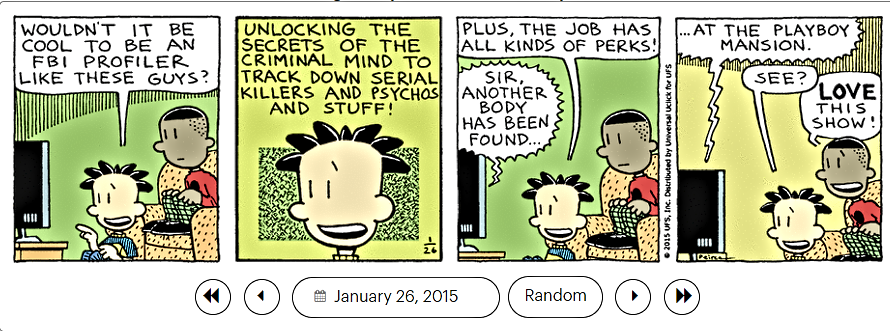 WOULDN'T IT BE
COOL TO BE AN
FBI PROFILER
LIKE THESE GUYS?
UNLOCKING THE
SECRETS OF THE
CRIMINAL MIND TO
TRACK DOWN SERIAL
KILLERS AND PSYCHOS
AND STUFF!
1/26
PLUS, THE JOB HAS
ALL KINDS OF PERKS!
SIR,
ANOTHER
BODY
HAS BEEN
FOUND...
© 2015 UFS, Inc. Distributed by Universal Uclick for UFS
...AT THE PLAYBOY
MANSION.
SEE?
LOVE
THIS
SHOW!
Peirce
January 26, 2015
Random